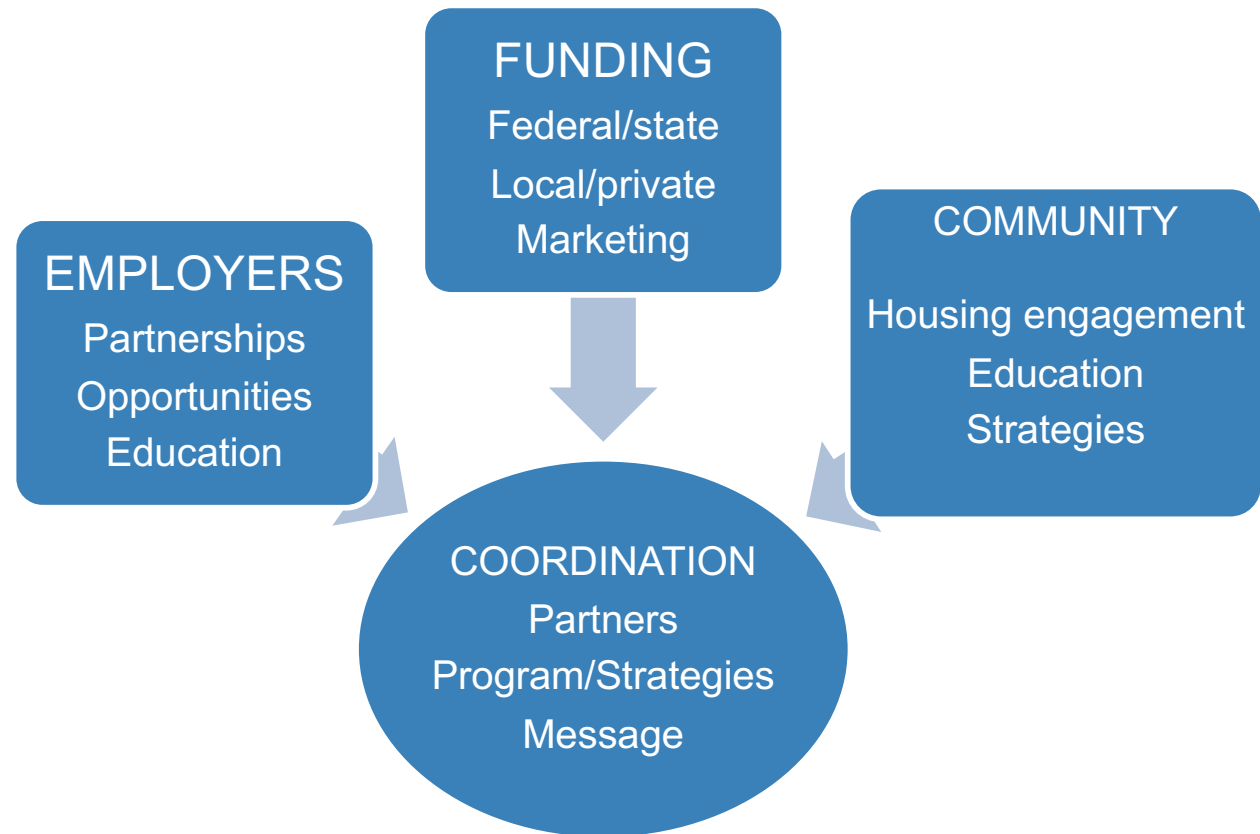 FUNDING
Federal/state
Local/private
Marketing
EMPLOYERS
Partnerships
Opportunities
Education
COMMUNITY
Housing engagement
Education
Strategies
COORDINATION
Partners
Program/Strategies
Message